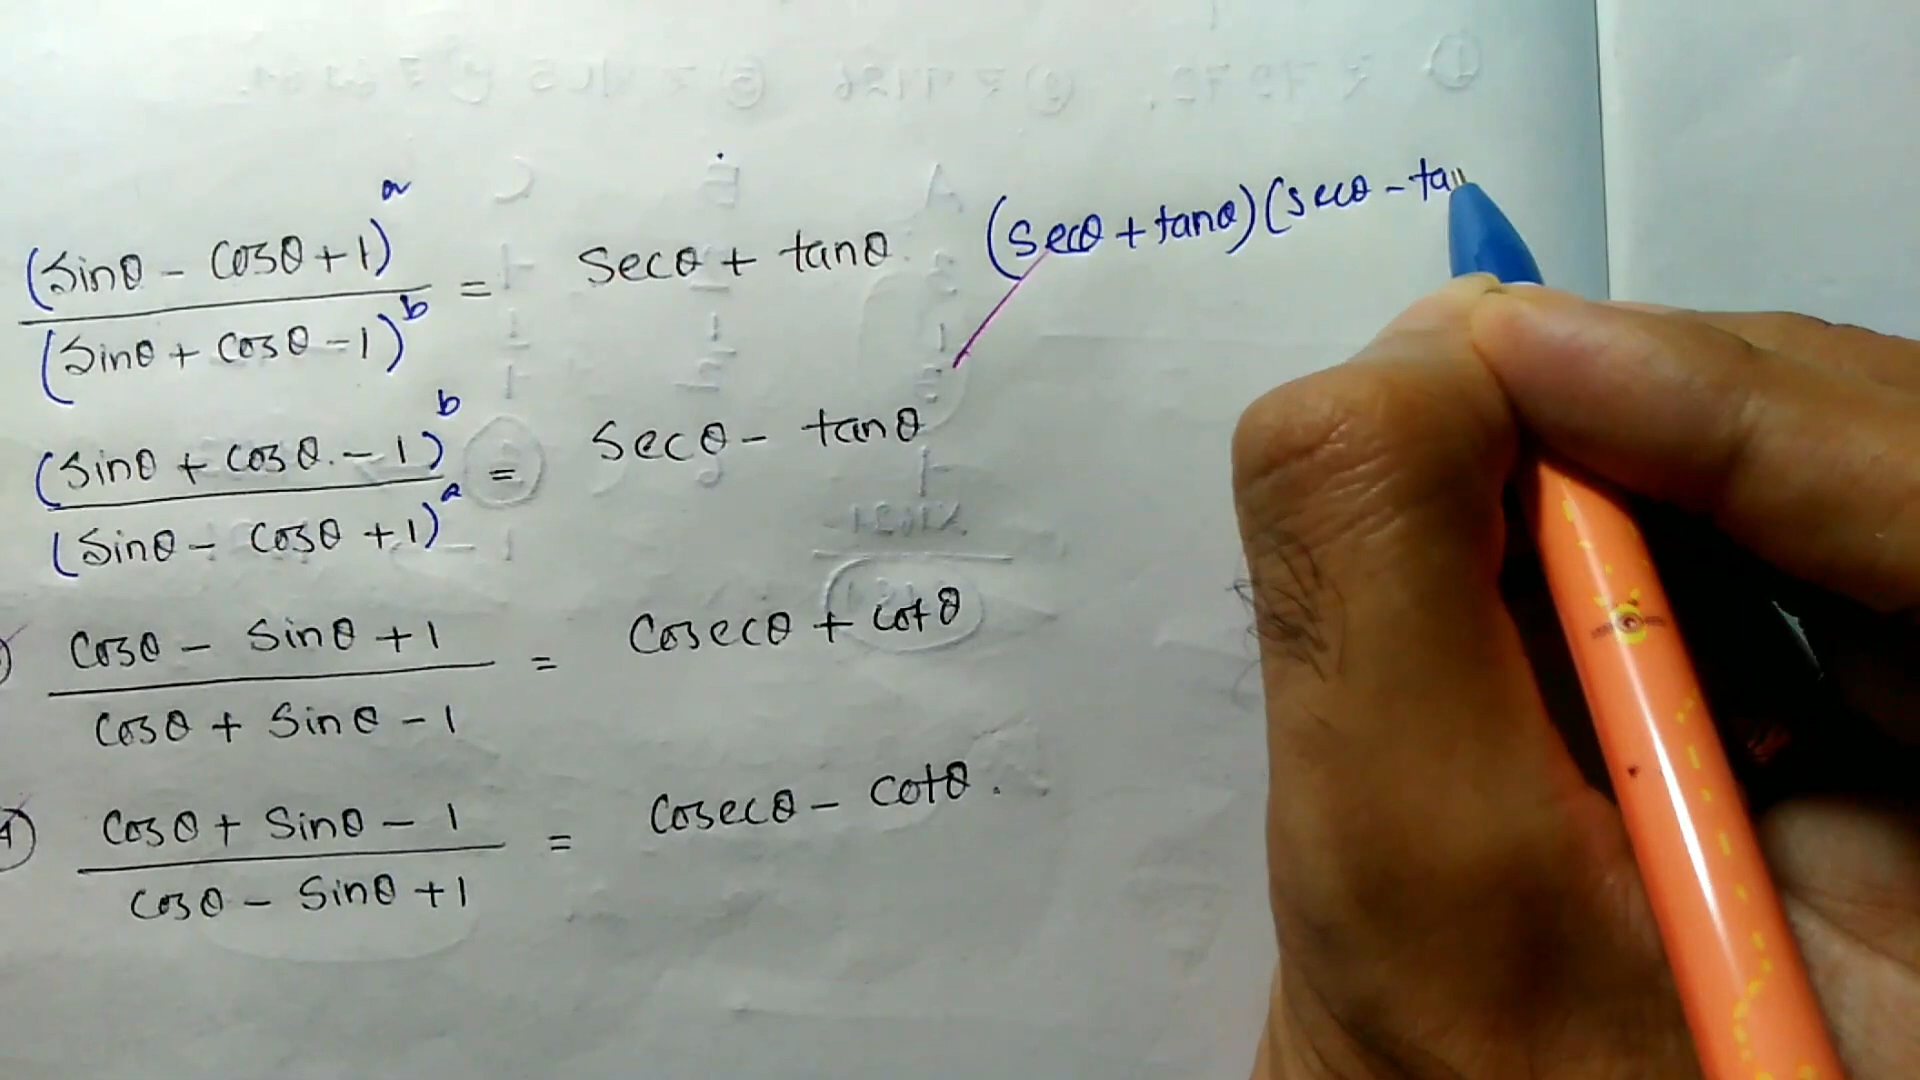 a
(Sinθ - Cosθ + 1) / (Sinθ + Cosθ - 1) b = Secθ + tanθ (secθ + tanθ)(secθ - ta
(Sinθ + Cosθ. - 1) b / (Sinθ - Cosθ + 1) a = Secθ - tanθ
Cosθ - Sinθ + 1 / Cosθ + Sinθ - 1 = Cosecθ + Cotθ
4 Cosθ + Sinθ - 1 / Cosθ - Sinθ + 1 = Cosecθ - Cotθ.